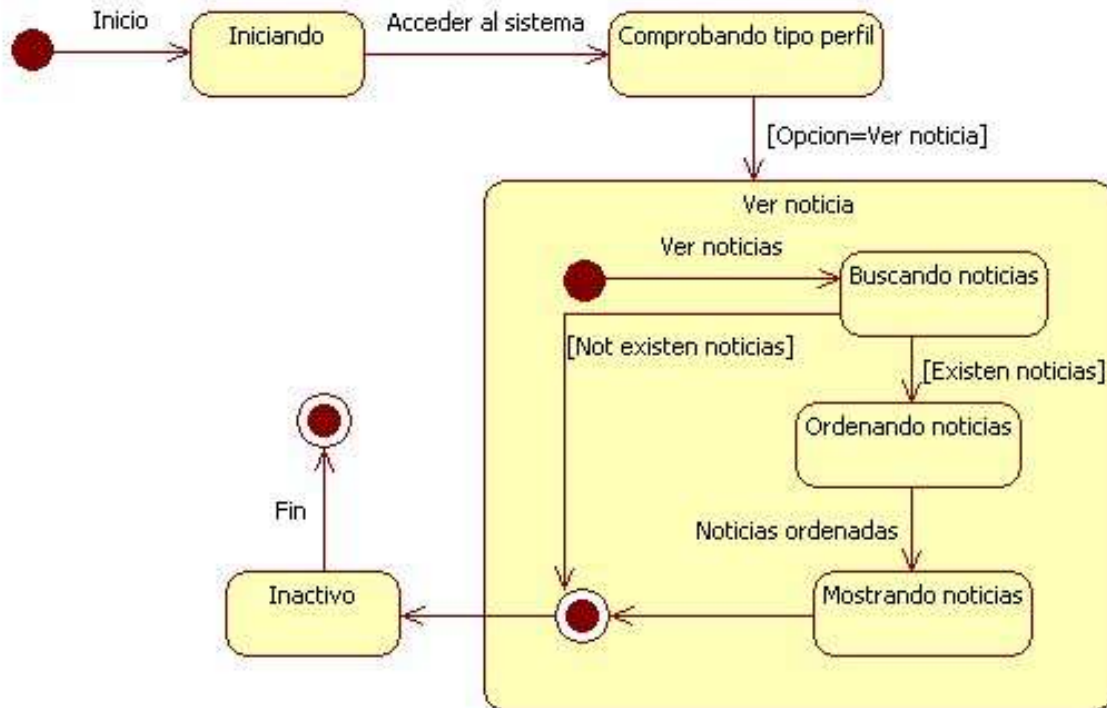 Inicio
Iniciando
Acceder al sistema
Comprobando tipo perfil
[Opcion=Ver noticia]
Ver noticia
Ver noticias
Buscando noticias
[Not existen noticias]
[Existen noticias]
Ordenando noticias
Fin
Noticias ordenadas
Inactivo
Mostrando noticias